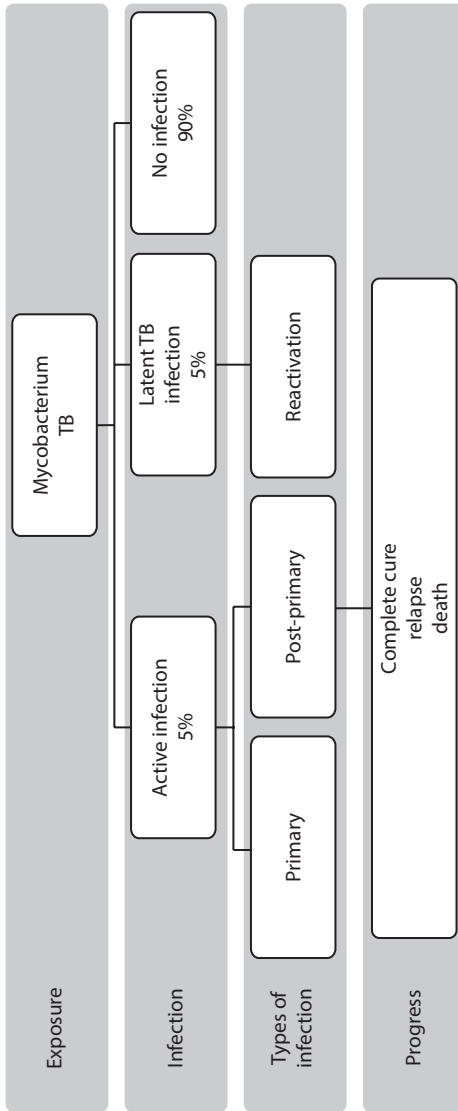 Exposure
Mycobacterium
TB
Infection
Active infection
5%
Latent TB
infection
5%
No infection
90%
Types of
infection
Primary
Post-primary
Reactivation
Progress
Complete cure
relapse
death